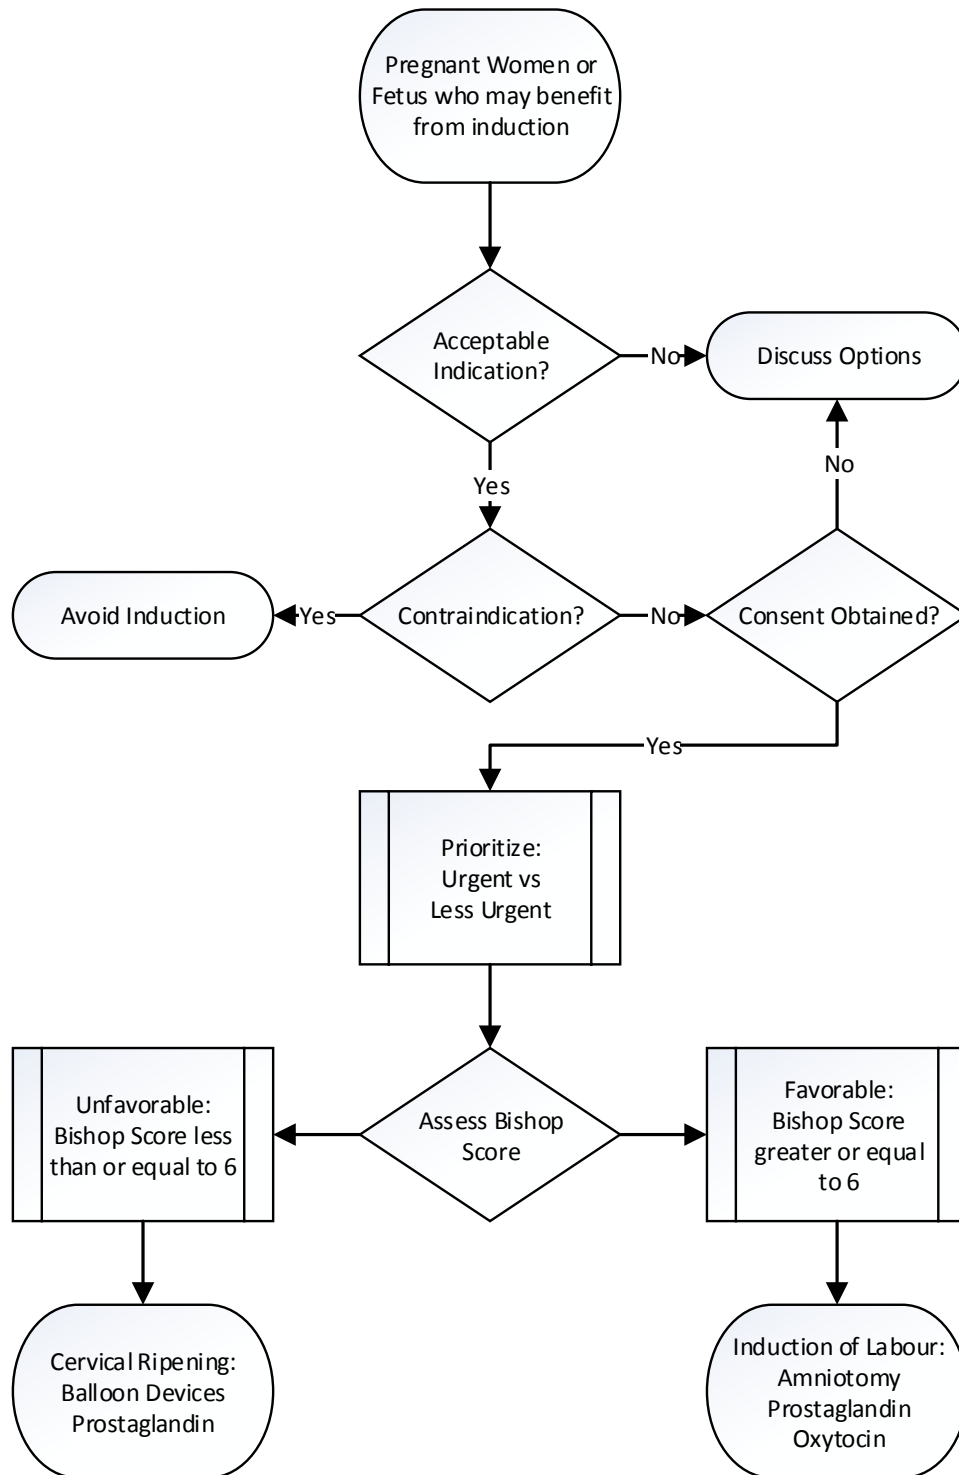 Pregnant Women or
Fetus who may benefit
from induction
Acceptable
Indication?
No
Discuss Options
Yes
No
Avoid Induction
Yes
Contraindication?
No
Consent Obtained?
Yes
Prioritize:
Urgent vs
Less Urgent
Unfavorable:
Bishop Score less
than or equal to 6
Assess Bishop
Score
Favorable:
Bishop Score
greater or equal
to 6
Cervical Ripening:
Balloon Devices
Prostaglandin
Induction of Labour:
Amniotomy
Prostaglandin
Oxytocin